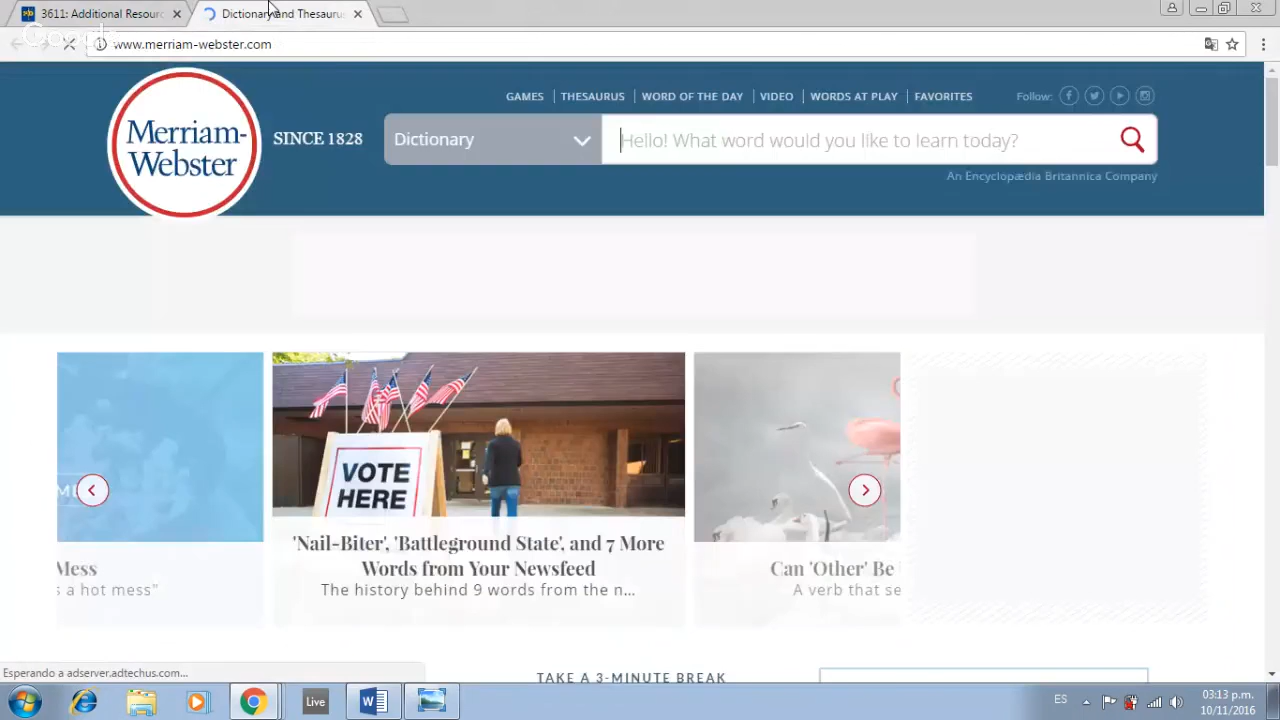 3611: Additional Resour
Dictionary and Thesaurus
www.merriam-webster.com
Google
GAMES
THESAURUS
WORD OF THE DAY
VIDEO
WORDS AT PLAY
FAVORITES
Follow:
Merriam-
Webster
SINCE 1828
Dictionary
Hello! What word would you like to learn today?
An Encyclopædia Britannica Company
VOTE
HERE
'Nail-Biter', 'Battleground State', and 7 More
Words from Your Newsfeed
The history behind 9 words from the n...
Mess
s a hot mess"
Can 'Other' Be
A verb that se
TAKE A 3-MINUTE BREAK
Esperando a adserver.adtechus.com...
Live
ES
03:13 p.m.
10/11/2016